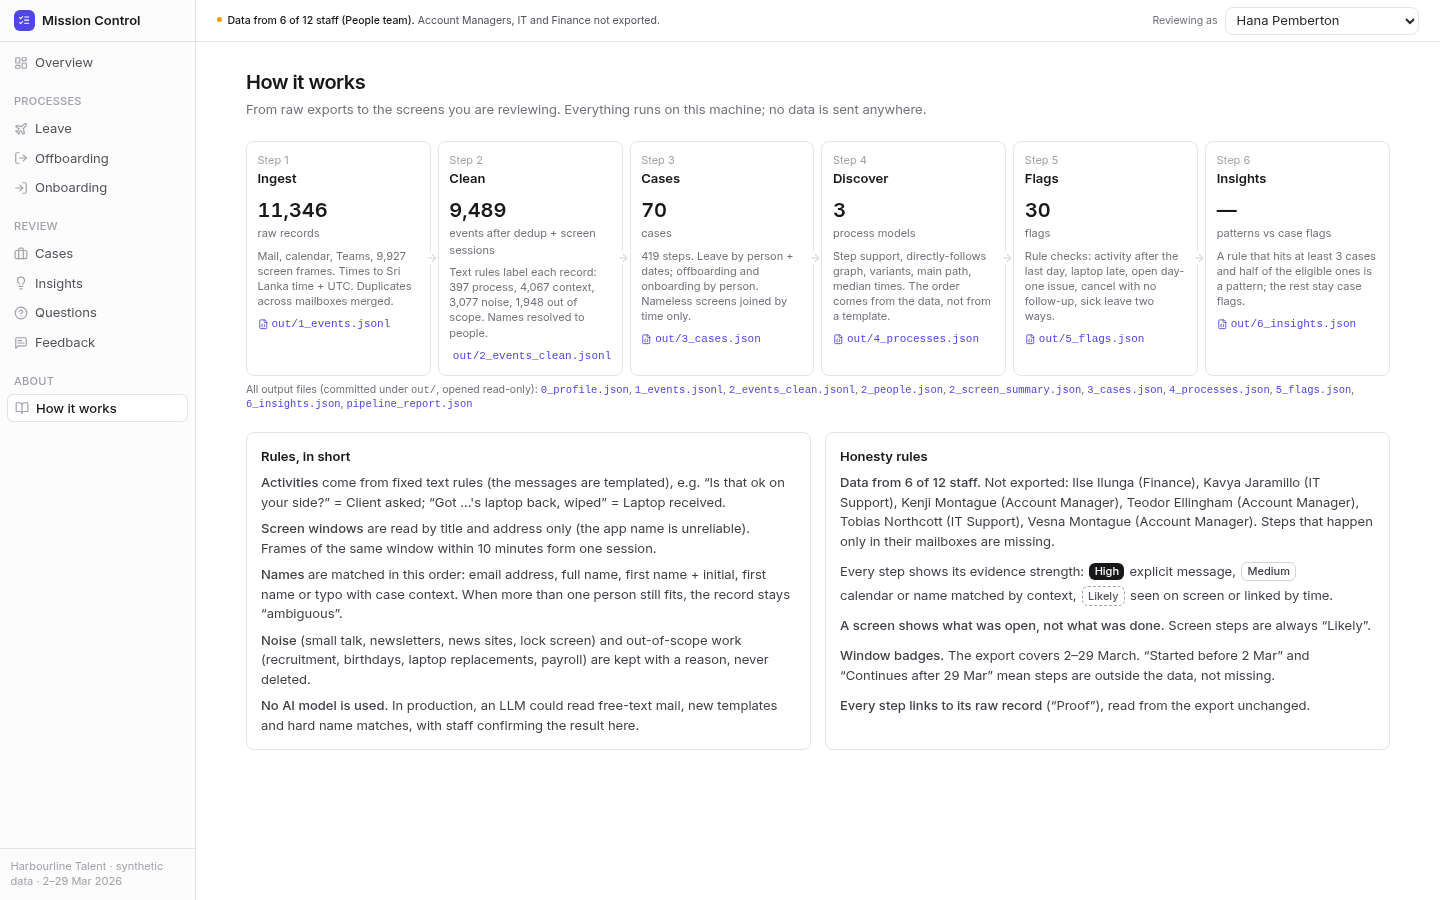 Mission Control
Data from 6 of 12 staff (People team). Account Managers, IT and Finance not exported.
Reviewing as
Hana Pemberton
Overview
PROCESSES
Leave
Offboarding
Onboarding
REVIEW
Cases
Insights
Questions
Feedback
ABOUT
How it works
Harbourline Talent · synthetic
data · 2–29 Mar 2026
How it works
From raw exports to the screens you are reviewing. Everything runs on this machine; no data is sent anywhere.
Step 1
Ingest
11,346
raw records
Mail, calendar, Teams, 9,927
screen frames. Times to Sri
Lanka time + UTC. Duplicates
across mailboxes merged.
out/1_events.jsonl
Step 2
Clean
9,489
events after dedup + screen
sessions
Text rules label each record:
397 process, 4,067 context,
3,077 noise, 1,948 out of
scope. Names resolved to
people.
out/2_events_clean.jsonl
Step 3
Cases
70
cases
419 steps. Leave by person +
dates; offboarding and
onboarding by person.
Nameless screens joined by
time only.
out/3_cases.json
Step 4
Discover
3
process models
Step support, directly-follows
graph, variants, main path,
median times. The order
comes from the data, not from
a template.
out/4_processes.json
Step 5
Flags
30
flags
Rule checks: activity after the
last day, laptop late, open day-
one issue, cancel with no
follow-up, sick leave two
ways.
out/5_flags.json
Step 6
Insights
—
patterns vs case flags
A rule that hits at least 3 cases
and half of the eligible ones is
a pattern; the rest stay case
flags.
out/6_insights.json
All output files (committed under out/, opened read-only): 0_profile.json, 1_events.jsonl, 2_events_clean.jsonl, 2_people.json, 2_screen_summary.json, 3_cases.json, 4_processes.json, 5_flags.json,
6_insights.json, pipeline_report.json
Rules, in short
Activities come from fixed text rules (the messages are templated), e.g. “Is that ok on
your side?” = Client asked; “Got ...'s laptop back, wiped” = Laptop received.
Screen windows are read by title and address only (the app name is unreliable).
Frames of the same window within 10 minutes form one session.
Names are matched in this order: email address, full name, first name + initial, first
name or typo with case context. When more than one person still fits, the record stays
“ambiguous”.
Noise (small talk, newsletters, news sites, lock screen) and out-of-scope work
(recruitment, birthdays, laptop replacements, payroll) are kept with a reason, never
deleted.
No AI model is used. In production, an LLM could read free-text mail, new templates
and hard name matches, with staff confirming the result here.
Honesty rules
Data from 6 of 12 staff. Not exported: Ilse Ilunga (Finance), Kavya Jaramillo (IT
Support), Kenji Montague (Account Manager), Teodor Ellingham (Account Manager),
Tobias Northcott (IT Support), Vesna Montague (Account Manager). Steps that happen
only in their mailboxes are missing.
Every step shows its evidence strength: High explicit message, Medium
calendar or name matched by context, Likely seen on screen or linked by time.
A screen shows what was open, not what was done. Screen steps are always “Likely”.
Window badges. The export covers 2–29 March. “Started before 2 Mar” and
“Continues after 29 Mar” mean steps are outside the data, not missing.
Every step links to its raw record (“Proof”), read from the export unchanged.